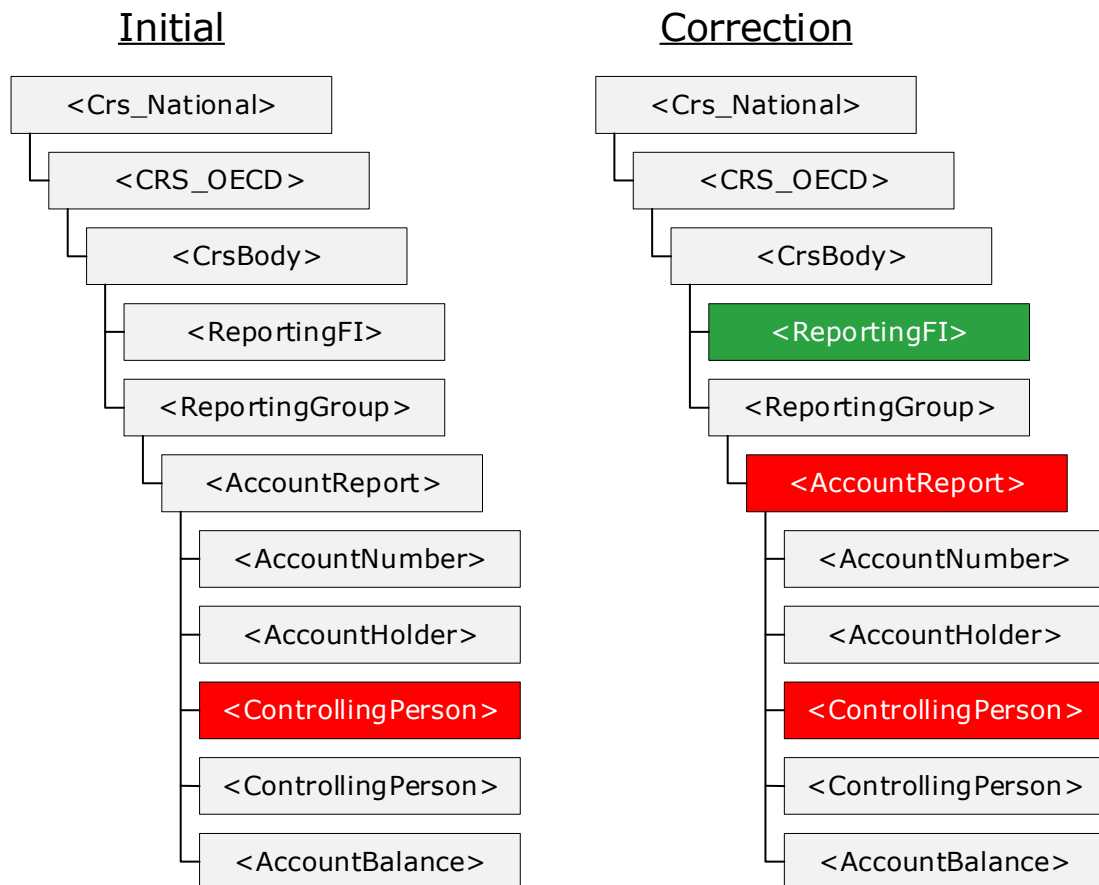 Initial
<Crs_National>
<CRS_OECD>
<CrsBody>
<ReportingFI>
<ReportingGroup>
<AccountReport>
<AccountNumber>
<AccountHolder>
<ControllingPerson>
<ControllingPerson>
<AccountBalance>
Correction
<Crs_National>
<CRS_OECD>
<CrsBody>
<ReportingFI>
<ReportingGroup>
<AccountReport>
<AccountNumber>
<AccountHolder>
<ControllingPerson>
<ControllingPerson>
<AccountBalance>